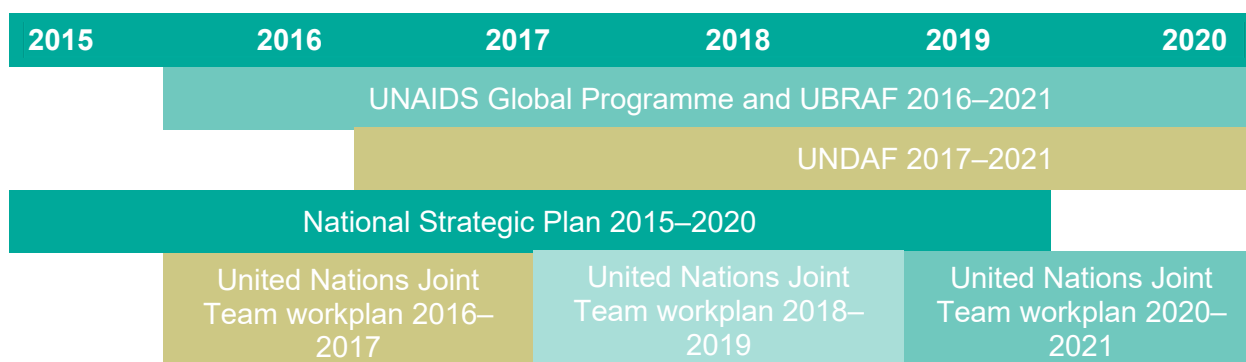 2015 2016 2017 2018 2019 2020
UNAIDS Global Programme and UBRAF 2016–2021
UNDAF 2017–2021
National Strategic Plan 2015–2020
United Nations Joint
Team workplan 2016–
2017
United Nations Joint
Team workplan 2018–
2019
United Nations Joint
Team workplan 2020–
2021